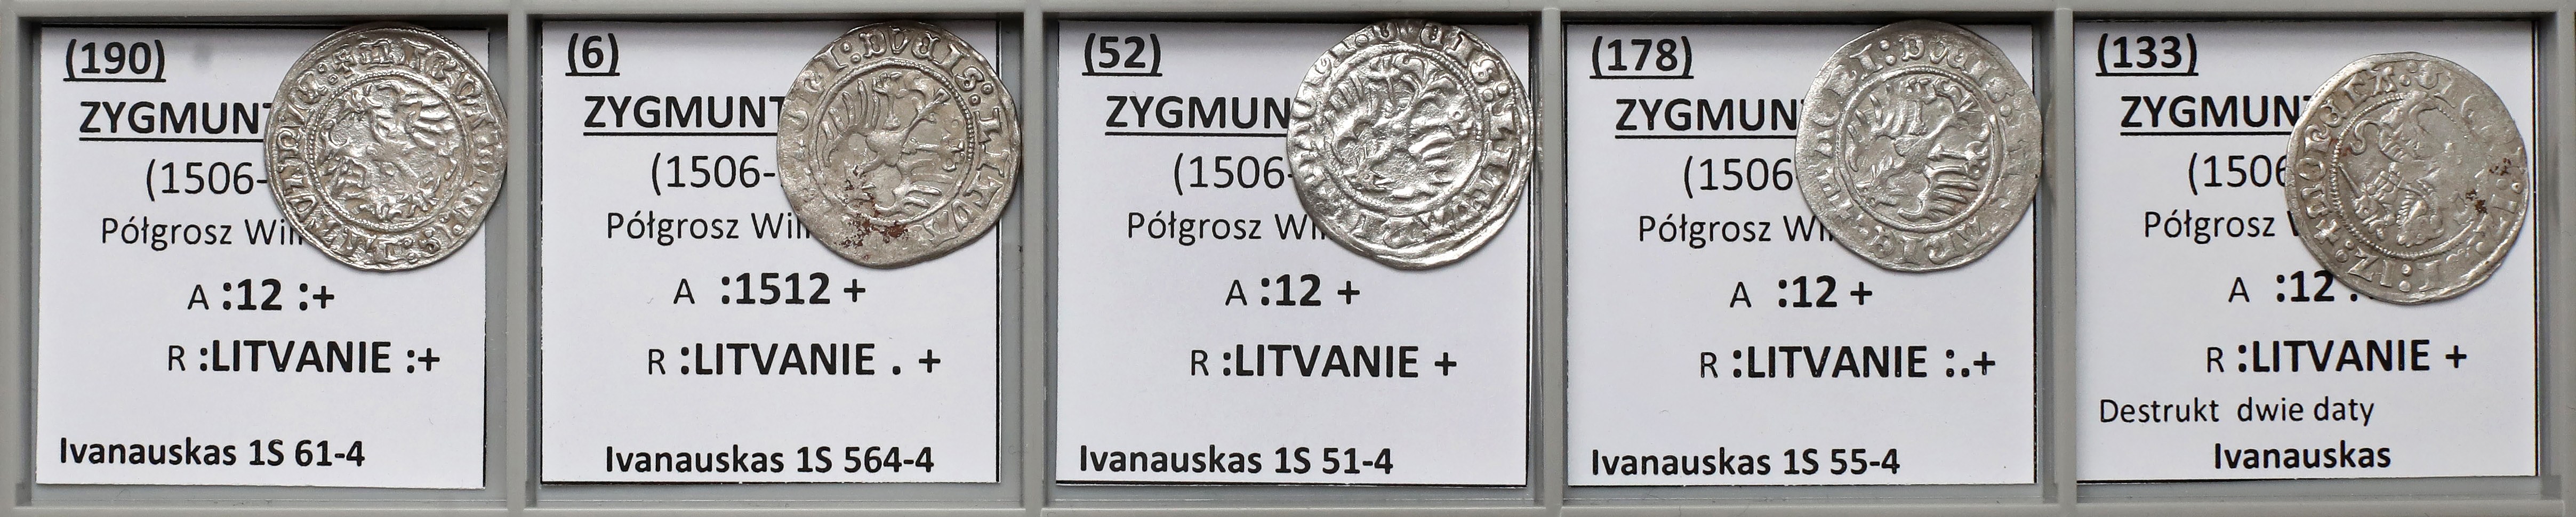 (190)
ZYGMUN
(1506-
Półgrosz Wil
A :12 :+
R :LITVANIE :+
Ivanauskas 1S 61-4
(6)
ZYGMUNT
(1506-
Półgrosz Wil
A :1512 +
R :LITVANIE . +
Ivanauskas 1S 564-4
(52)
ZYGMUN
(1506-
Półgrosz Wi
A :12 +
R :LITVANIE +
Ivanauskas 1S 51-4
(178)
ZYGMUN
(1506
Półgrosz Wi
A :12 +
R :LITVANIE :.+
Ivanauskas 1S 55-4
(133)
ZYGMUN
(1506
Półgrosz
A :12
R :LITVANIE +
Destrukt dwie daty
Ivanauskas